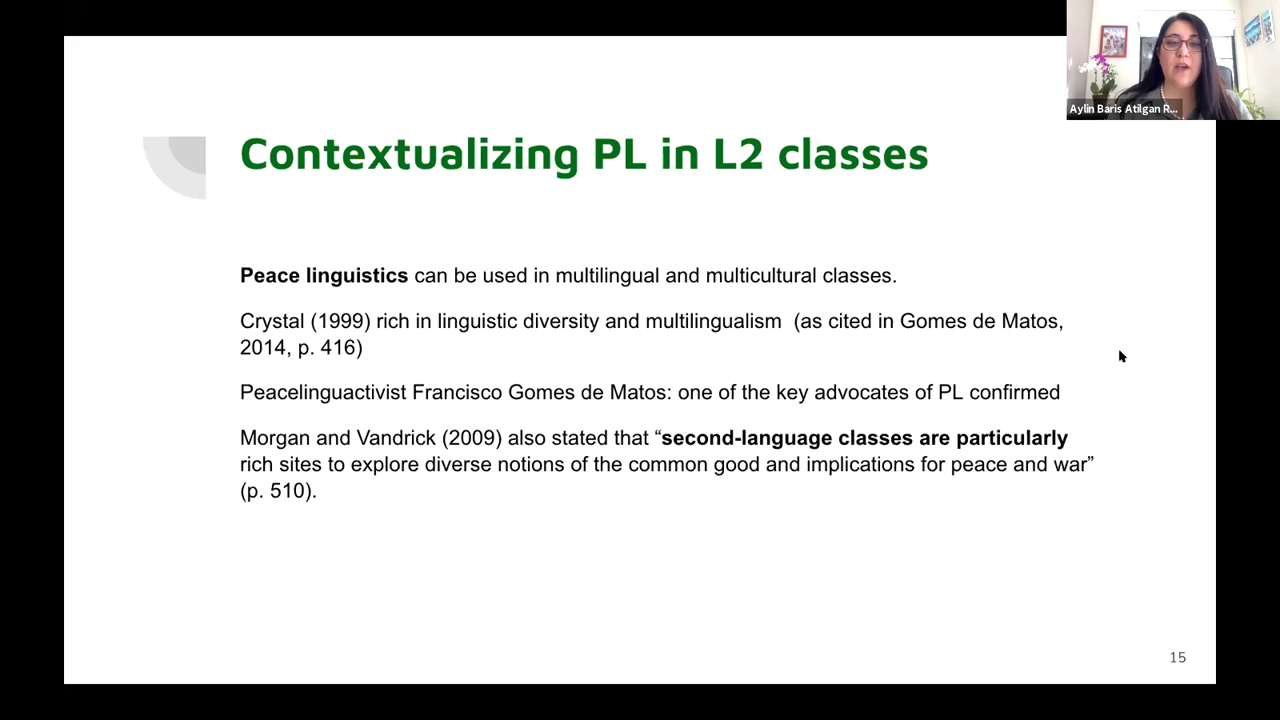 Aylin Baris Atilgan R...
Contextualizing PL in L2 classes
Peace linguistics can be used in multilingual and multicultural classes.
Crystal (1999) rich in linguistic diversity and multilingualism  (as cited in Gomes de Matos,
2014, p. 416)
Peacelinguactivist Francisco Gomes de Matos: one of the key advocates of PL confirmed
Morgan and Vandrick (2009) also stated that “second-language classes are particularly
rich sites to explore diverse notions of the common good and implications for peace and war”
(p. 510).
15